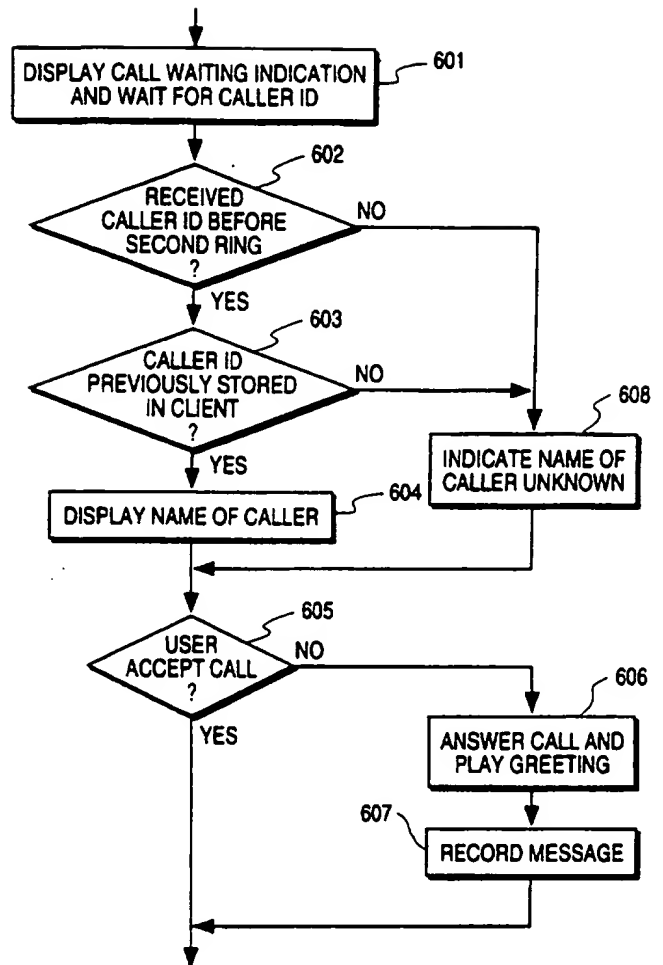 DISPLAY CALL WAITING INDICATION
AND WAIT FOR CALLER ID
601
602
RECEIVED
CALLER ID BEFORE
SECOND RING
?
NO
YES
603
CALLER ID
PREVIOUSLY STORED
IN CLIENT
?
NO
YES
608
INDICATE NAME OF
CALLER UNKNOWN
DISPLAY NAME OF CALLER
604
605
USER
ACCEPT CALL
?
NO
YES
606
ANSWER CALL AND
PLAY GREETING
607
RECORD MESSAGE